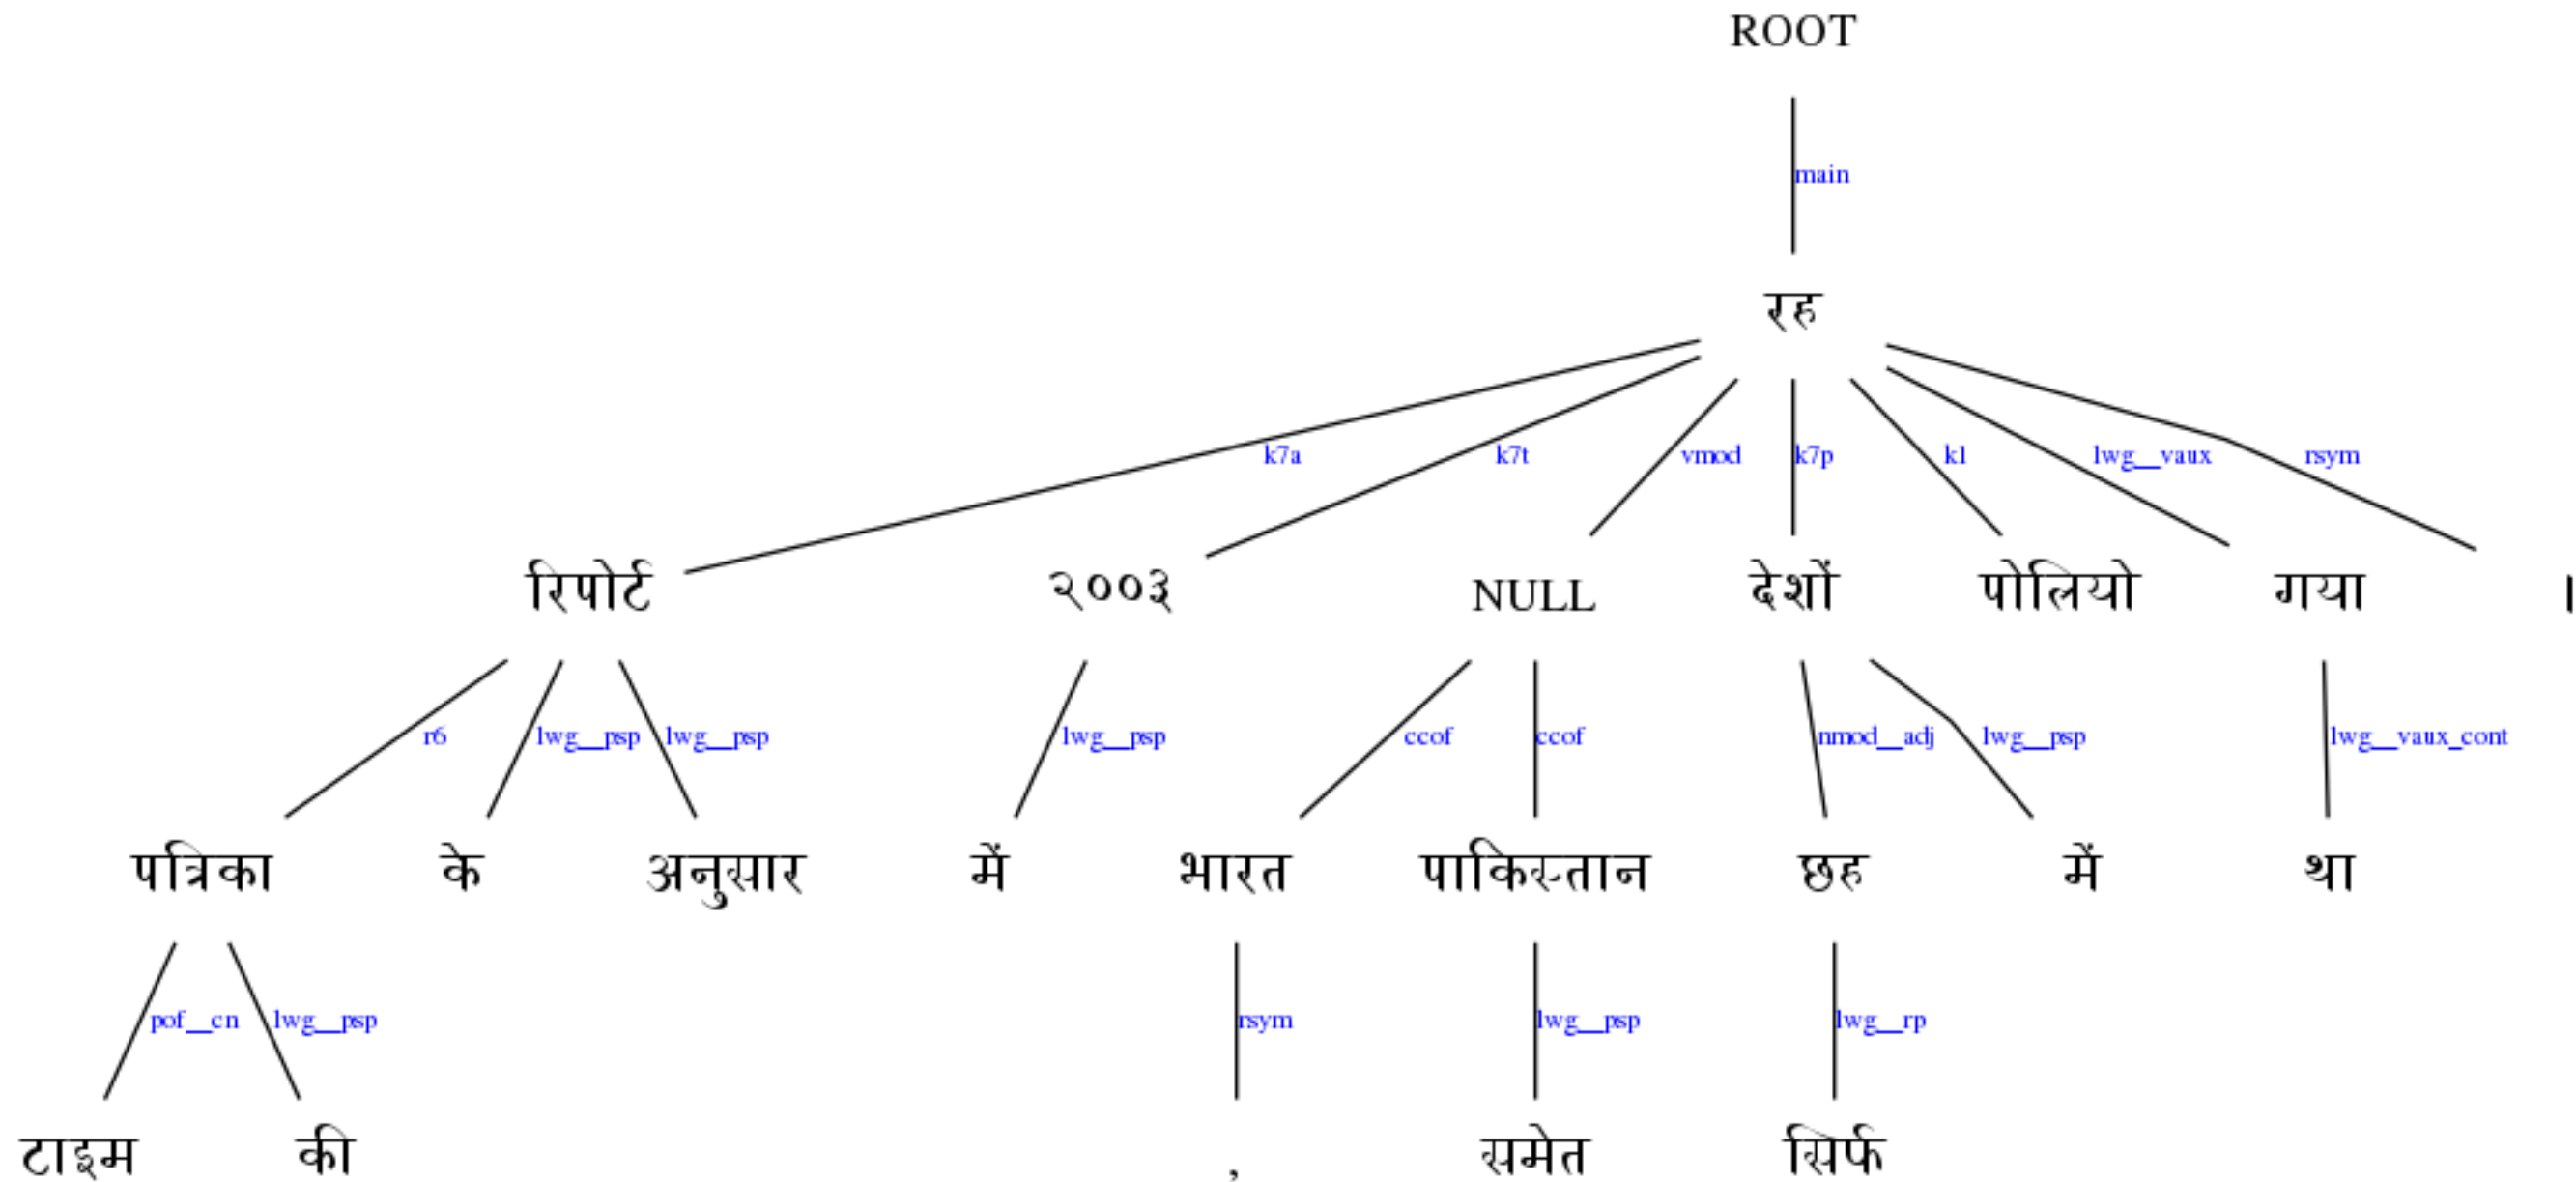 ROOT
main
रह
k7a k7t vmod k7p k1 lwg__vaux rsym
रिपोर्ट २००३ NULL देशों पोलियो गया ।
r6 lwg__psp lwg__psp lwg__psp ccof ccof nmod__adj lwg__psp lwg__vaux_cont
पत्रिका के अनुसार में भारत पाकिस्तान छह में था
pof__cn lwg__psp rsym lwg__psp lwg__rp
टाइम की , समेत सिर्फ